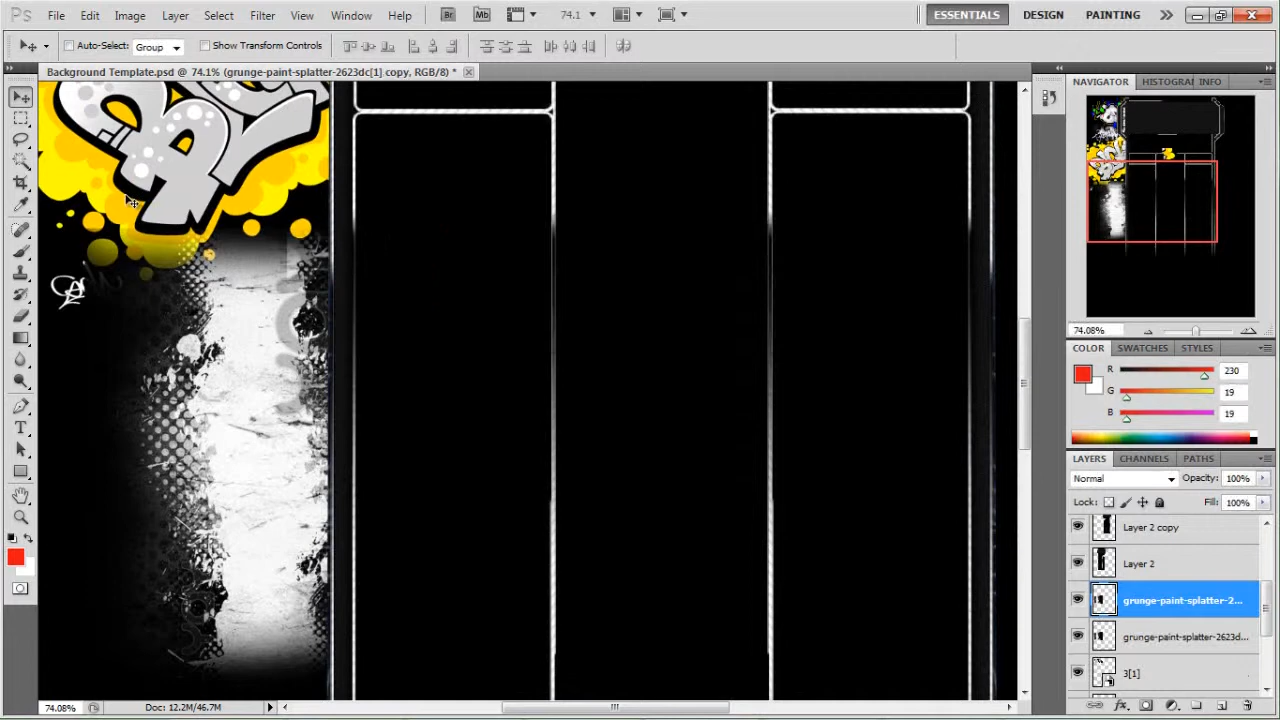 Ps File Edit Image Layer Select Filter View Window Help Br Mb 74.1 ESSENTIALS DESIGN PAINTING
Auto-Select: Group Show Transform Controls
Background Template.psd @ 74.1% (grunge-paint-splatter-2623dc[1] copy, RGB/8) *
NAVIGATOR HISTOGRAM INFO
74.08%
COLOR SWATCHES STYLES
R 230
G 19
B 19
LAYERS CHANNELS PATHS
Normal Opacity: 100%
Lock: Fill: 100%
Layer 2 copy
Layer 2
grunge-paint-splatter-2...
grunge-paint-splatter-2623d...
3[1]
74.08% Doc: 12.2M/46.7M